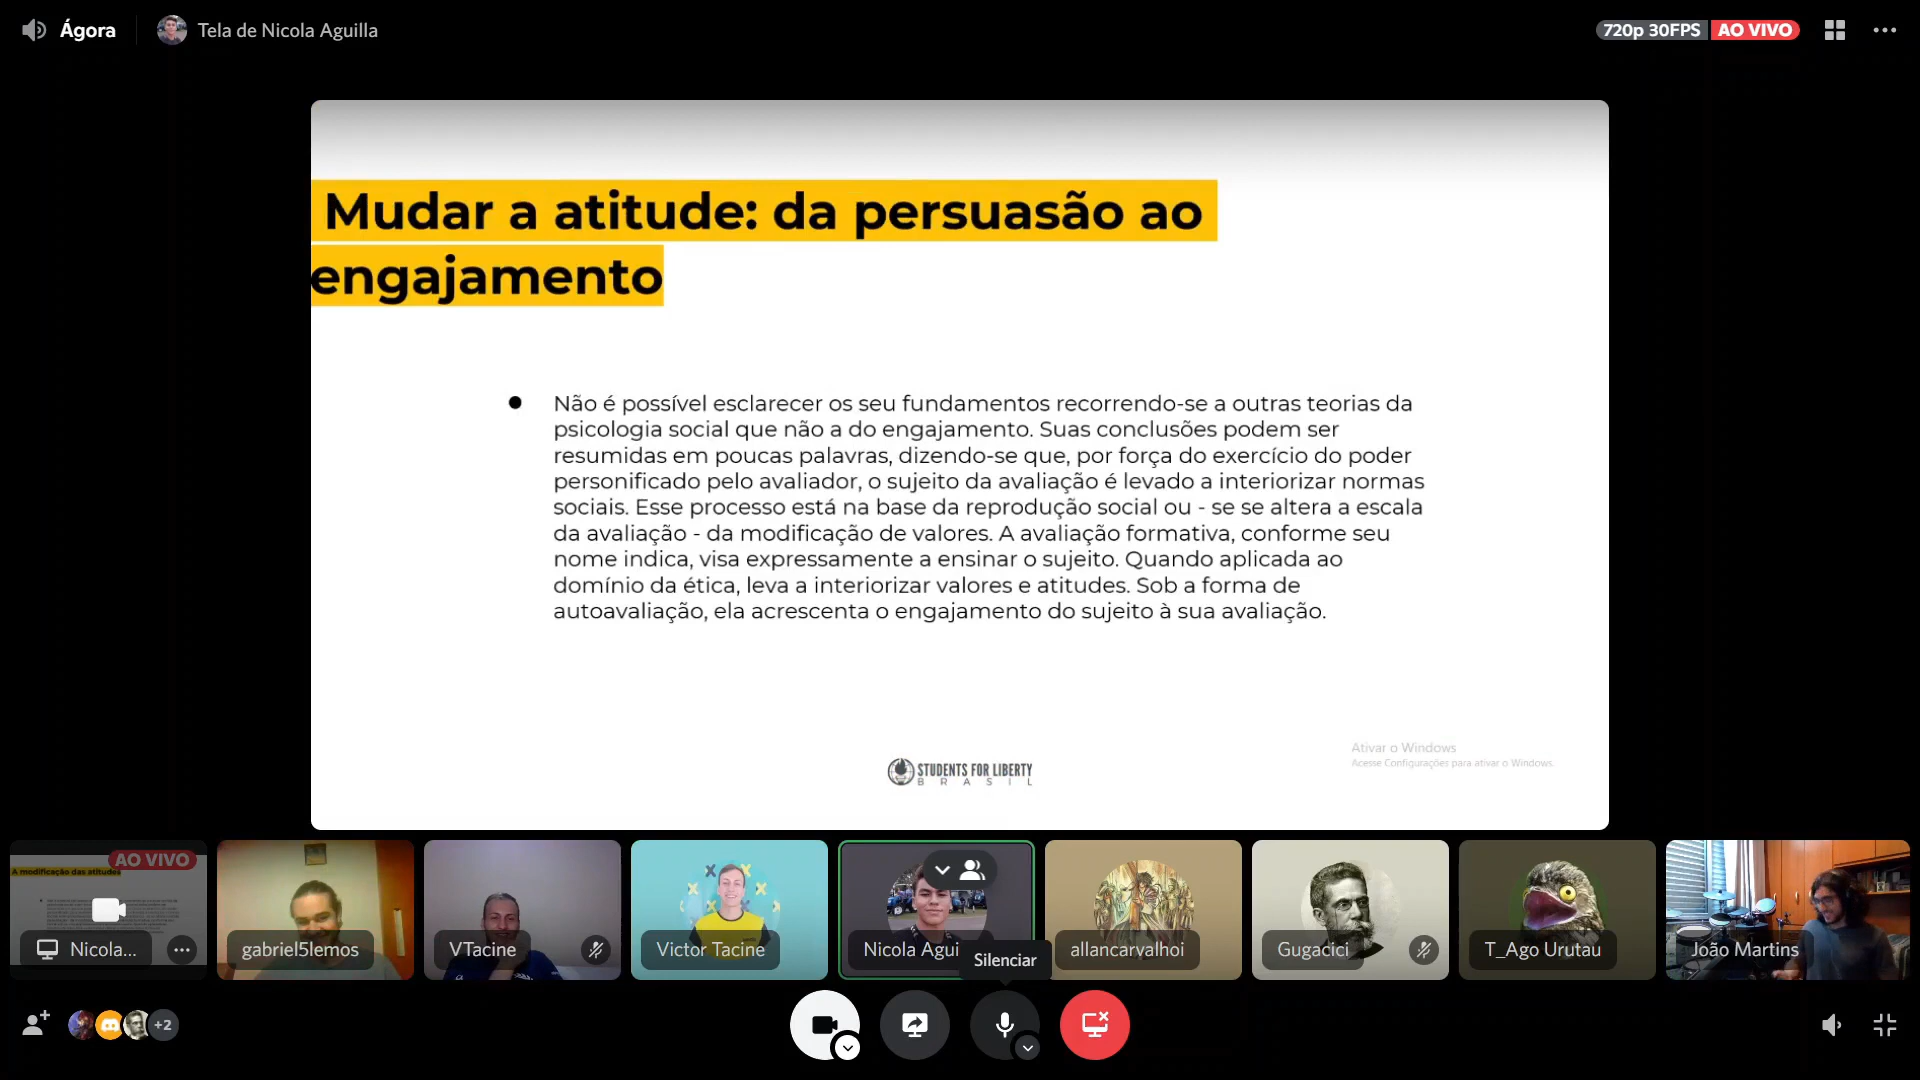 Ágora
Tela de Nicola Aguilla
720p 30FPS
AO VIVO
Mudar a atitude: da persuasão ao
engajamento
Não é possível esclarecer os seu fundamentos recorrendo-se a outras teorias da
psicologia social que não a do engajamento. Suas conclusões podem ser
resumidas em poucas palavras, dizendo-se que, por força do exercício do poder
personificado pelo avaliador, o sujeito da avaliação é levado a interiorizar normas
sociais. Esse processo está na base da reprodução social ou - se se altera a escala
da avaliação - da modificação de valores. A avaliação formativa, conforme seu
nome indica, visa expressamente a ensinar o sujeito. Quando aplicada ao
domínio da ética, leva a interiorizar valores e atitudes. Sob a forma de
autoavaliação, ela acrescenta o engajamento do sujeito à sua avaliação.
STUDENTS FOR LIBERTY
BRASIL
Ativar o Windows
Acesse Configurações para ativar o Windows.
AO VIVO
A modificação das atitudes
Nicola...
gabriel5lemos
VTacine
Victor Tacine
Nicola Agui
Silenciar
allancarvalhoi
Gugacici
T_Ago Urutau
João Martins
+2